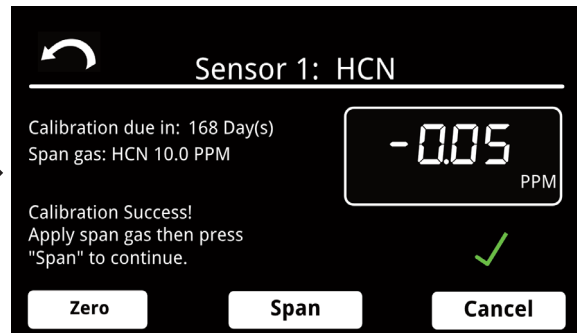 Sensor 1: HCN
Calibration due in: 168 Day(s)
Span gas: HCN 10.0 PPM
-0.05
PPM
Calibration Success!
Apply span gas then press
"Span" to continue.
Zero
Span
Cancel